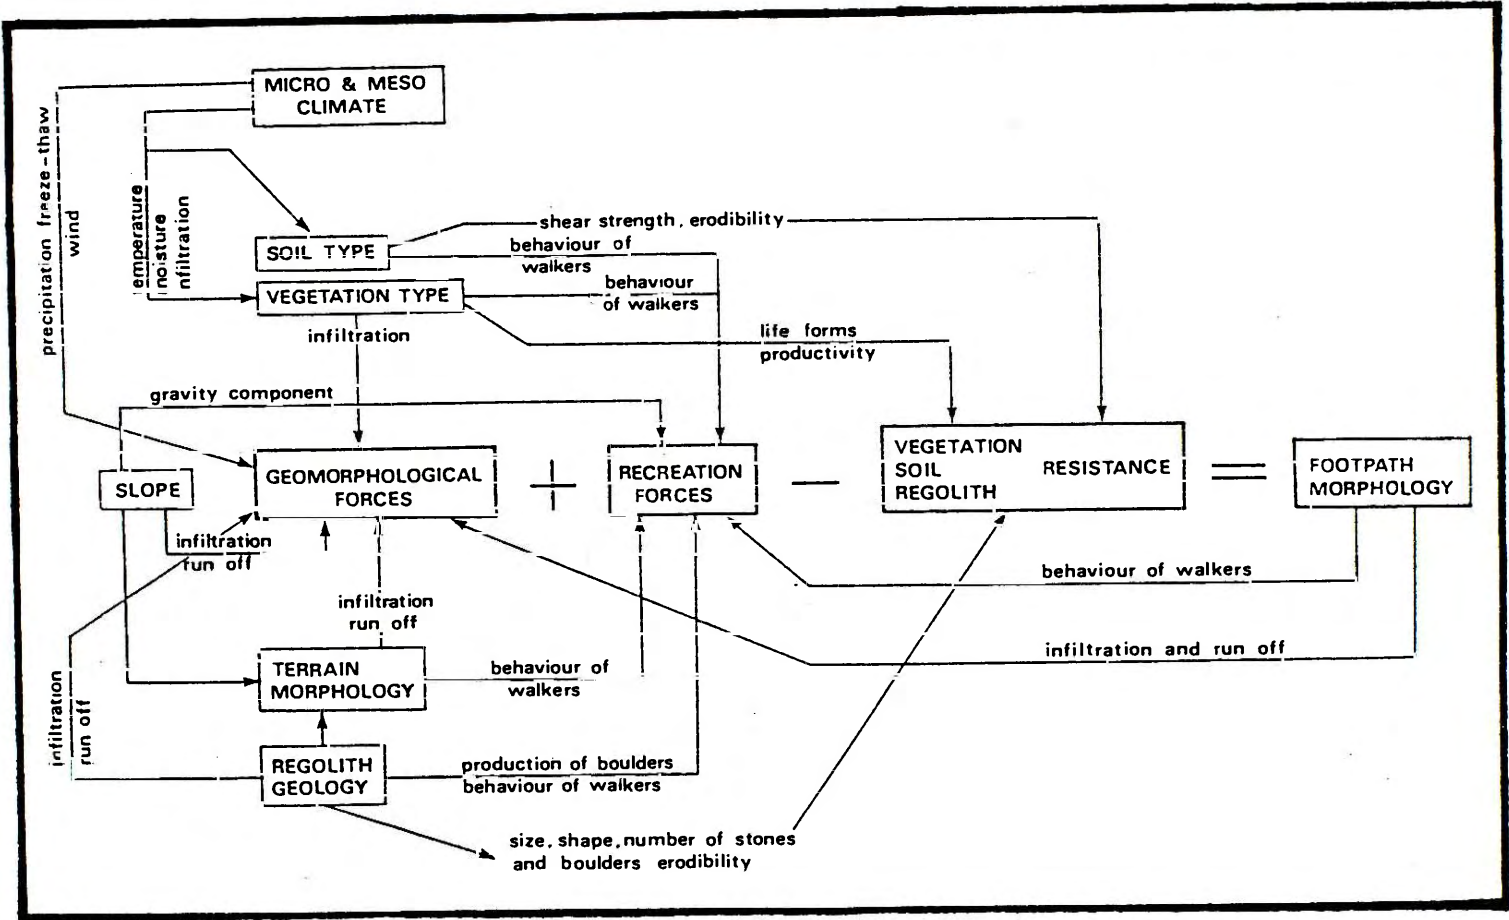 MICRO & MESO
CLIMATE
precipitation freeze-thaw
wind
emperature
noisture
nfiltration
shear strength, erodibility
SOIL TYPE
behaviour of
walkers
VEGETATION TYPE
behaviour
of walkers
infiltration
life forms
productivity
gravity component
SLOPE
GEOMORPHOLOGICAL
FORCES
+
RECREATION
FORCES
—
VEGETATION
SOIL RESISTANCE
REGOLITH
=
FOOTPATH
MORPHOLOGY
infiltration
run off
behaviour of walkers
infiltration
run off
infiltration and run off
TERRAIN
MORPHOLOGY
behaviour of
walkers
infiltration
run off
REGOLITH
GEOLOGY
production of boulders
behaviour of walkers
size, shape, number of stones
and boulders erodibility